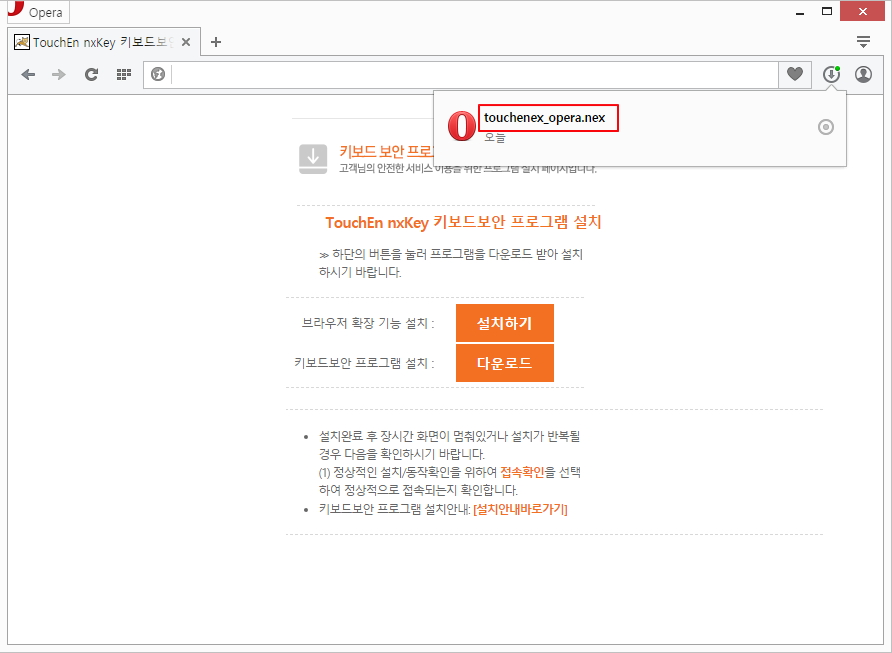 Opera
TouchEn nxKey 키보드보안
touchenex_opera.nex
오늘
키보드 보안 프로
고객님의 안전한 서비스 이용을 위한 프로그램 설치 페이지입니다.
TouchEn nxKey 키보드보안 프로그램 설치
≫ 하단의 버튼을 눌러 프로그램을 다운로드 받아 설치
하시기 바랍니다.
브라우저 확장 기능 설치 : 설치하기
키보드보안 프로그램 설치 : 다운로드
• 설치완료 후 장시간 화면이 멈춰있거나 설치가 반복될
경우 다음을 확인하시기 바랍니다.
(1) 정상적인 설치/동작확인을 위하여 접속확인을 선택
하여 정상적으로 접속되는지 확인합니다.
• 키보드보안 프로그램 설치안내: [설치안내바로가기]